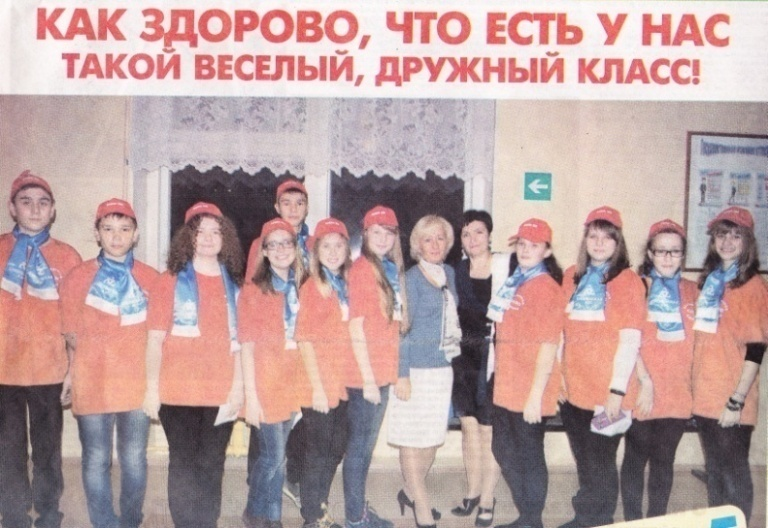 КАК ЗДОРОВО, ЧТО ЕСТЬ У НАС
ТАКОЙ ВЕСЕЛЫЙ, ДРУЖНЫЙ КЛАСС!